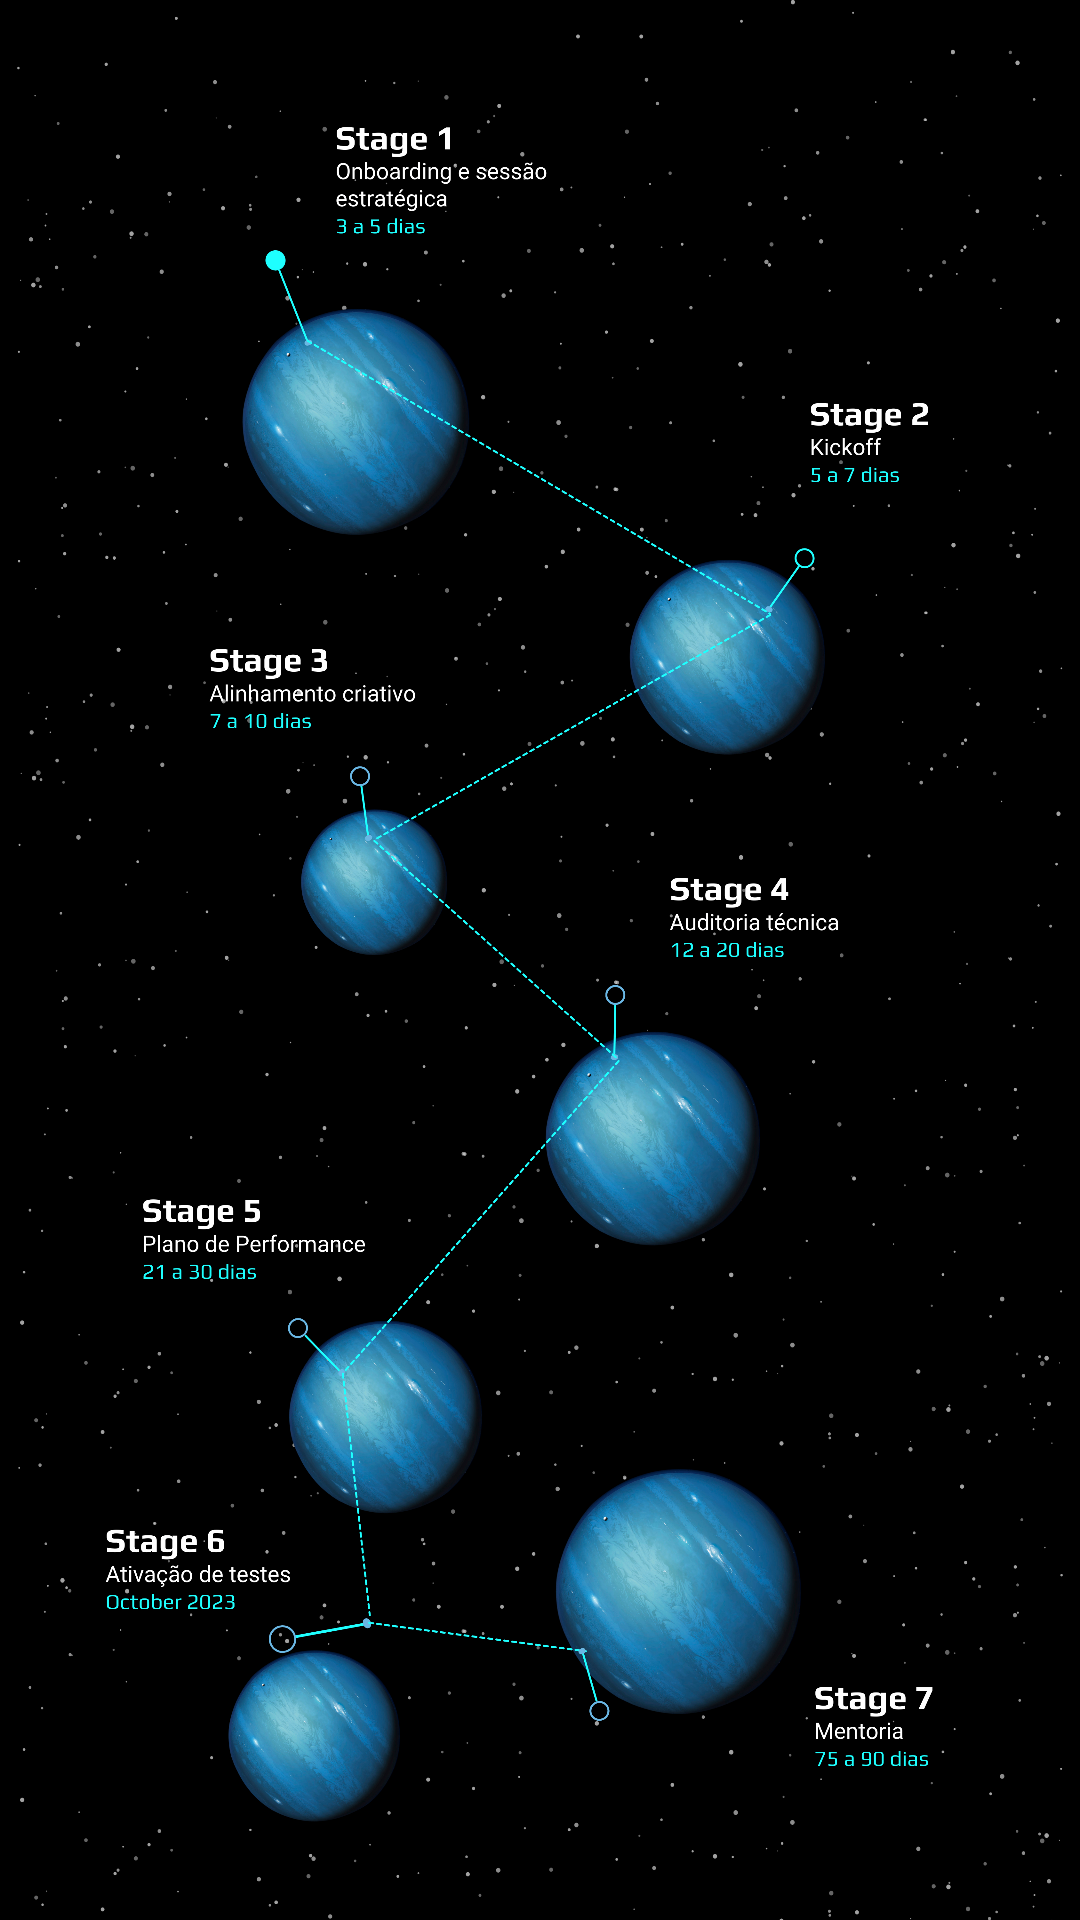 Stage 1
Onboarding e sessão
estratégica
3 a 5 dias
Stage 2
Kickoff
5 a 7 dias
Stage 3
Alinhamento criativo
7 a 10 dias
Stage 4
Auditoria técnica
12 a 20 dias
Stage 5
Plano de Performance
21 a 30 dias
Stage 6
Ativação de testes
October 2023
Stage 7
Mentoria
75 a 90 dias